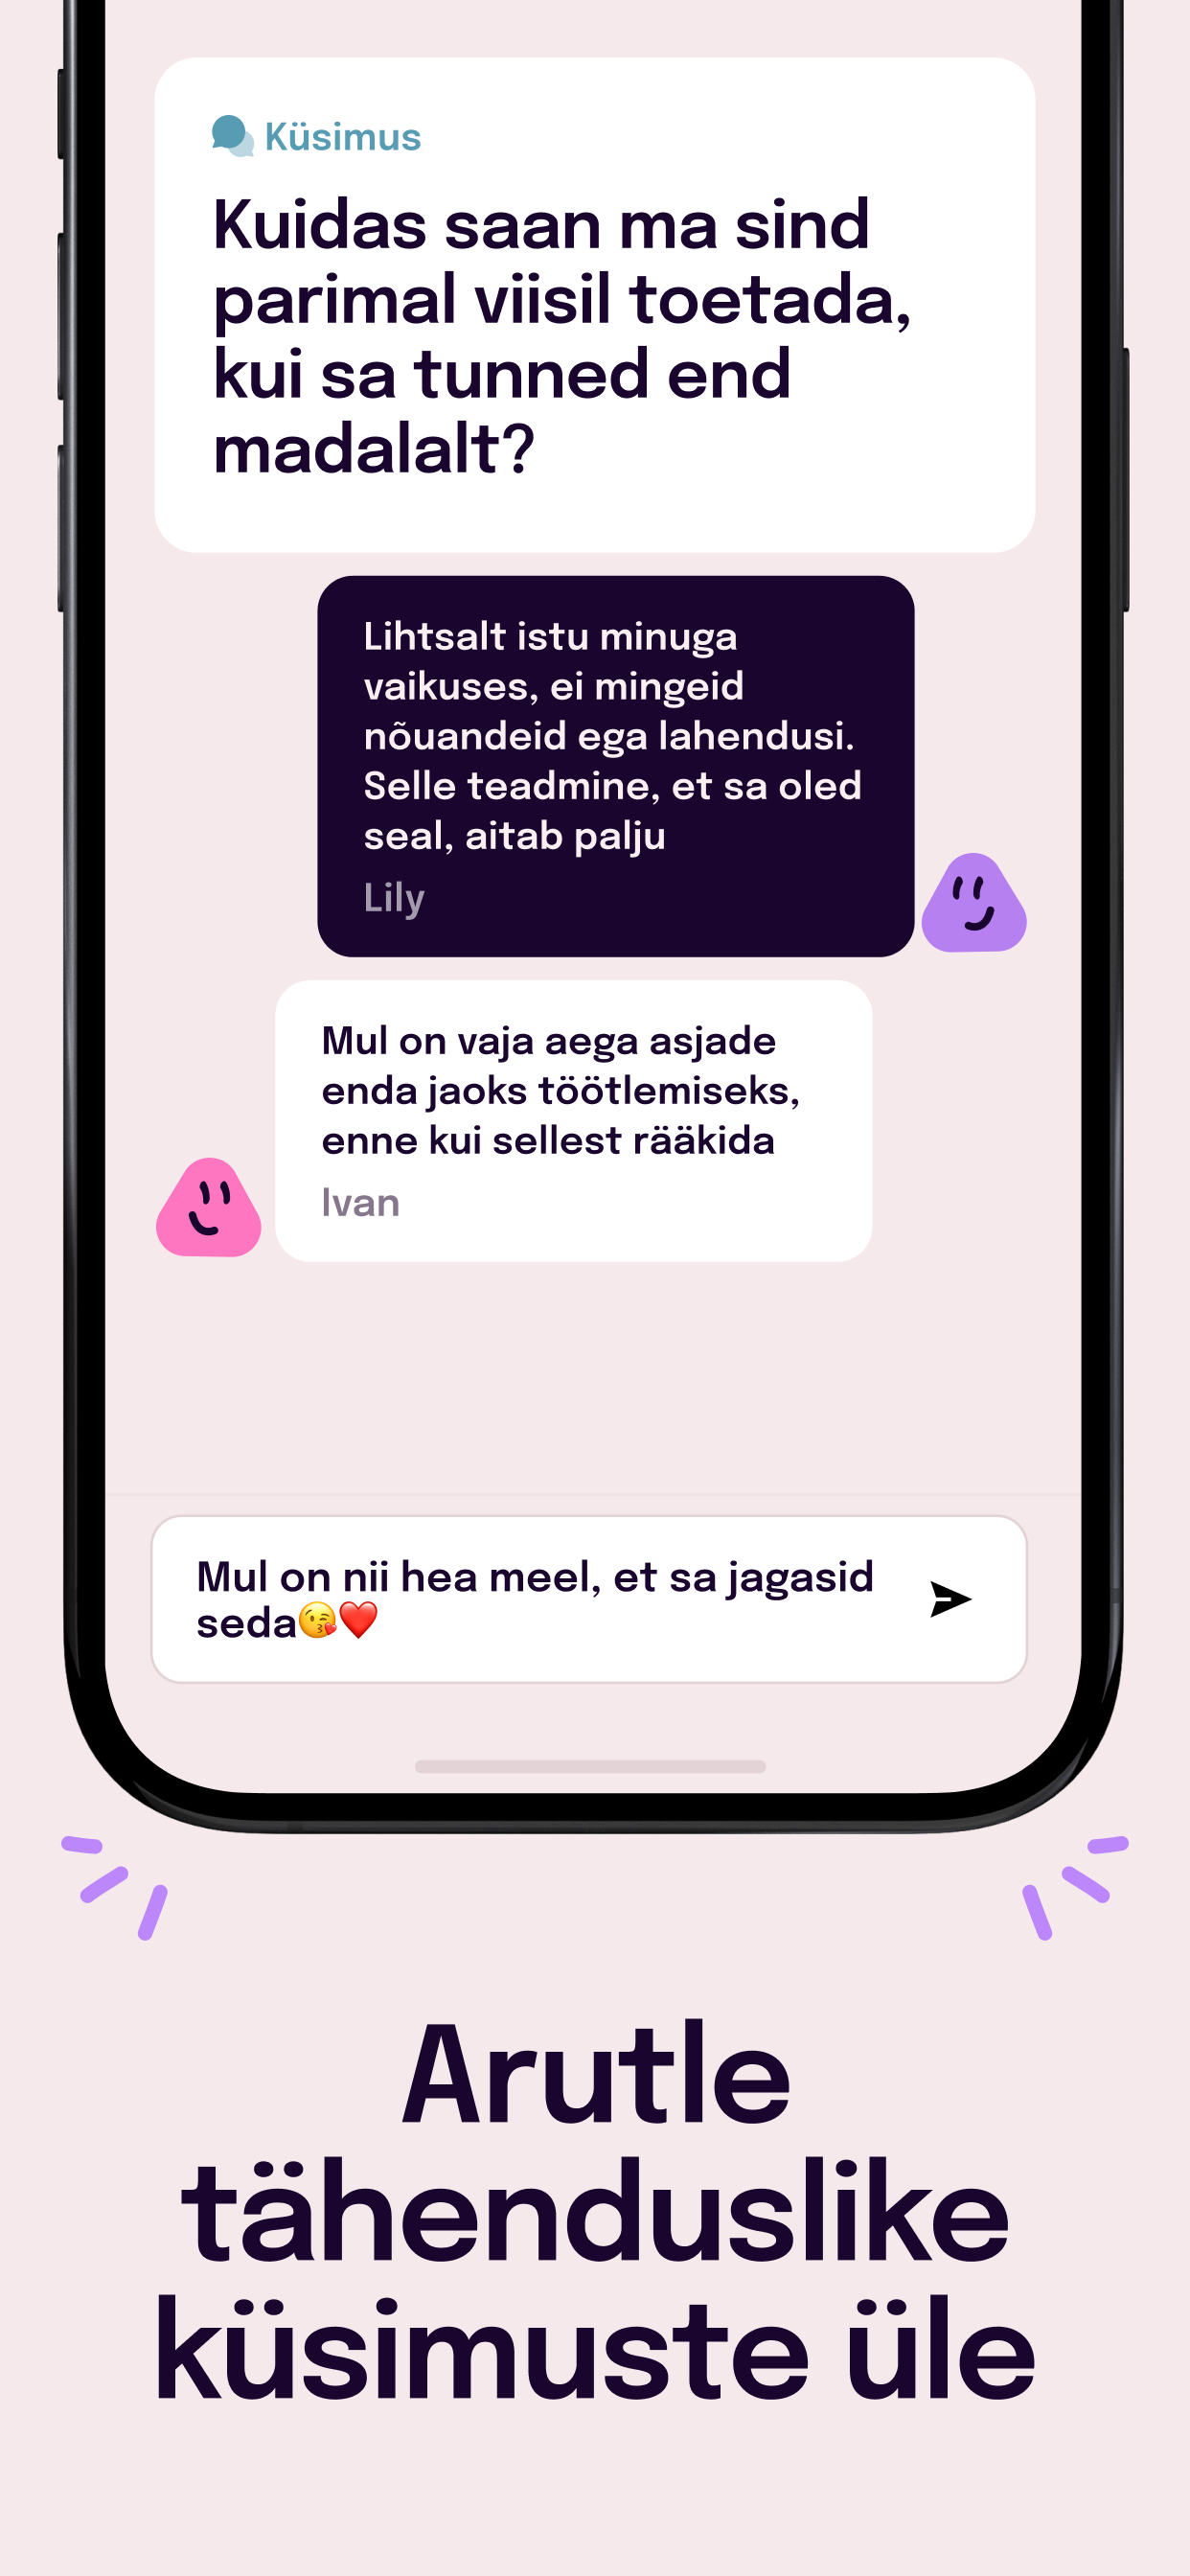 Küsimus
Kuidas saan ma sind
parimal viisil toetada,
kui sa tunned end
madalalt?
Lihtsalt istu minuga
vaikuses, ei mingeid
nõuandeid ega lahendusi.
Selle teadmine, et sa oled
seal, aitab palju
Lily
Mul on vaja aega asjade
enda jaoks töötlemiseks,
enne kui sellest rääkida
Ivan
Mul on nii hea meel, et sa jagasid
seda😘❤️
Arutle
tähenduslike
küsimuste üle